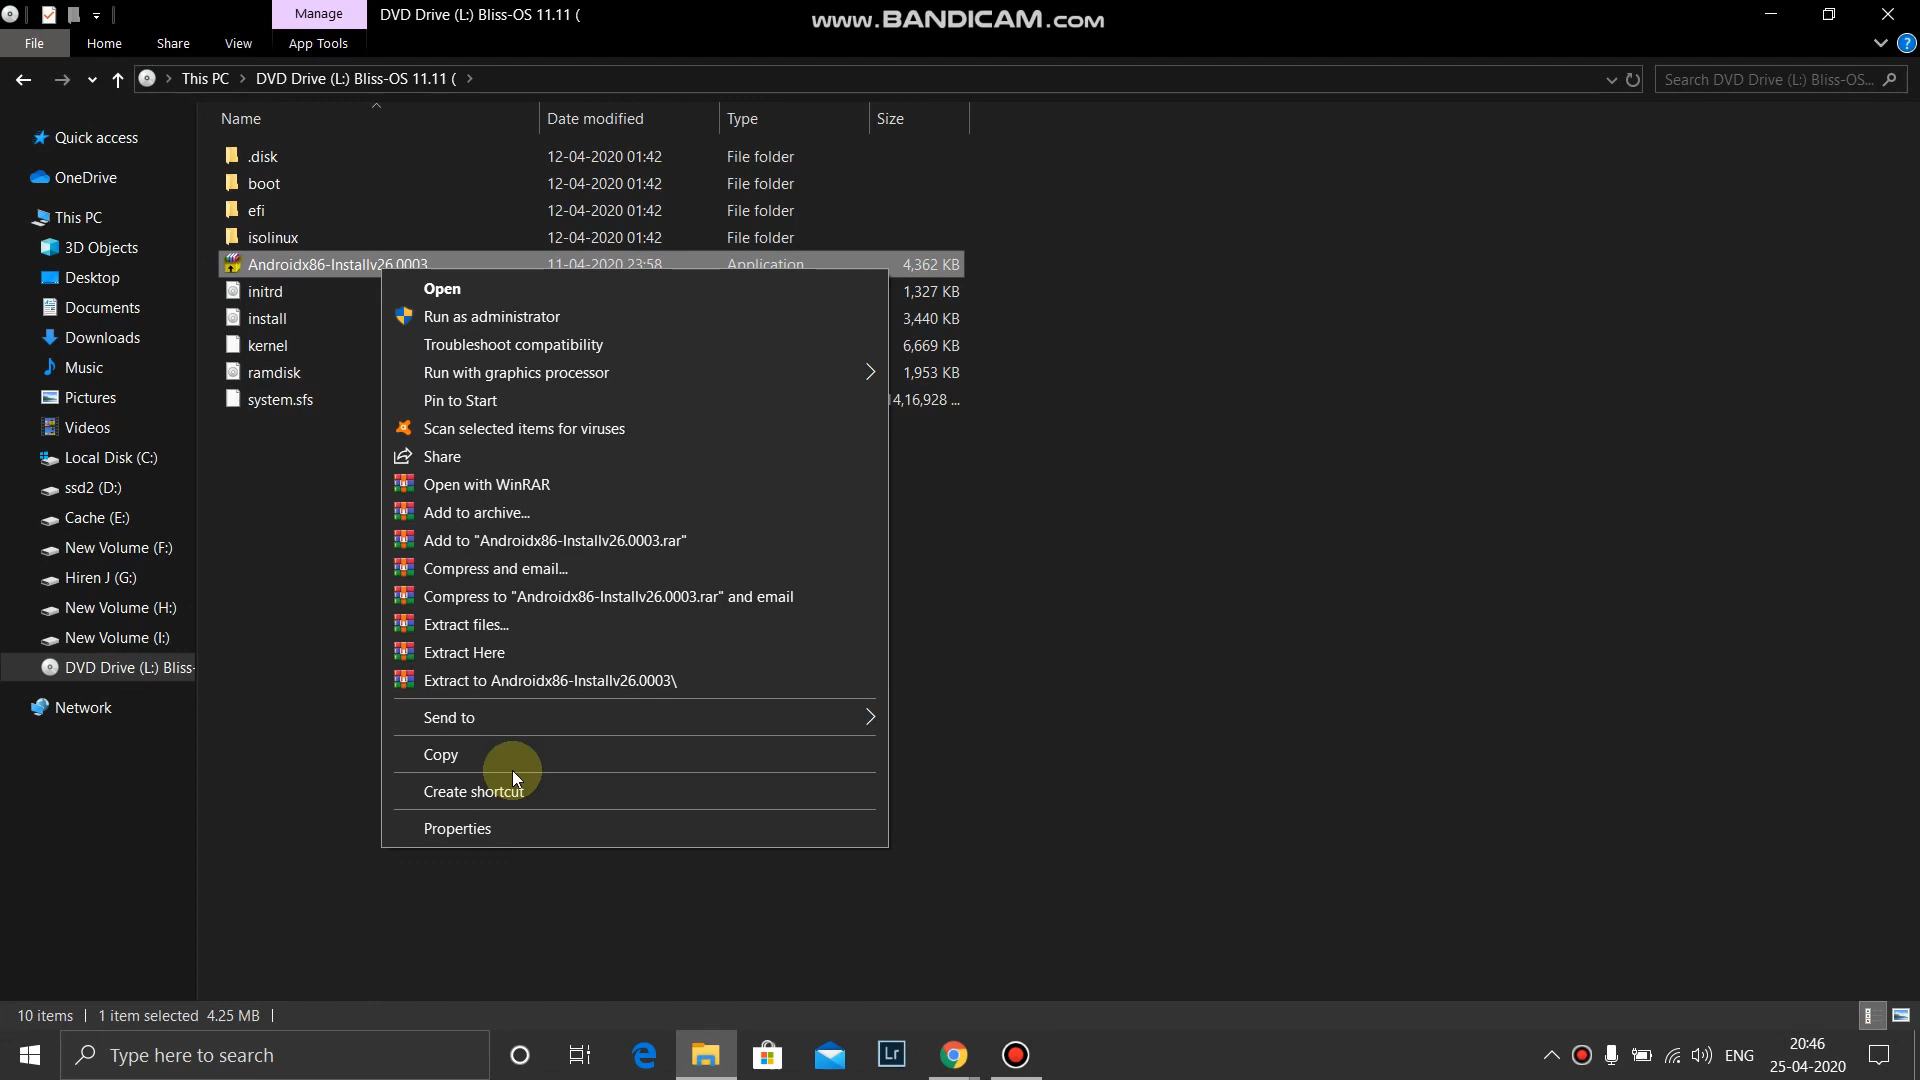 Manage
DVD Drive (L:) Bliss-OS 11.11 (
www.BANDICAM.com
File
Home
Share
View
App Tools
This PC
DVD Drive (L:) Bliss-OS 11.11 (
Search DVD Drive (L:) Bliss-OS...
Name
Date modified
Type
Size
Quick access
OneDrive
This PC
3D Objects
Desktop
Documents
Downloads
Music
Pictures
Videos
Local Disk (C:)
ssd2 (D:)
Cache (E:)
New Volume (F:)
Hiren J (G:)
New Volume (H:)
New Volume (I:)
DVD Drive (L:) Bliss-
Network
.disk 12-04-2020 01:42 File folder
boot 12-04-2020 01:42 File folder
efi 12-04-2020 01:42 File folder
isolinux 12-04-2020 01:42 File folder
Androidx86-Installv26.0003 11-04-2020 23:58 Application 4,362 KB
initrd 1,327 KB
install 3,440 KB
kernel 6,669 KB
ramdisk 1,953 KB
system.sfs 14,16,928 ...
Open
Run as administrator
Troubleshoot compatibility
Run with graphics processor
Pin to Start
Scan selected items for viruses
Share
Open with WinRAR
Add to archive...
Add to "Androidx86-Installv26.0003.rar"
Compress and email...
Compress to "Androidx86-Installv26.0003.rar" and email
Extract files...
Extract Here
Extract to Androidx86-Installv26.0003\
Send to
Copy
Create shortcut
Properties
10 items
1 item selected 4.25 MB
Type here to search
Lr
ENG
20:46
25-04-2020